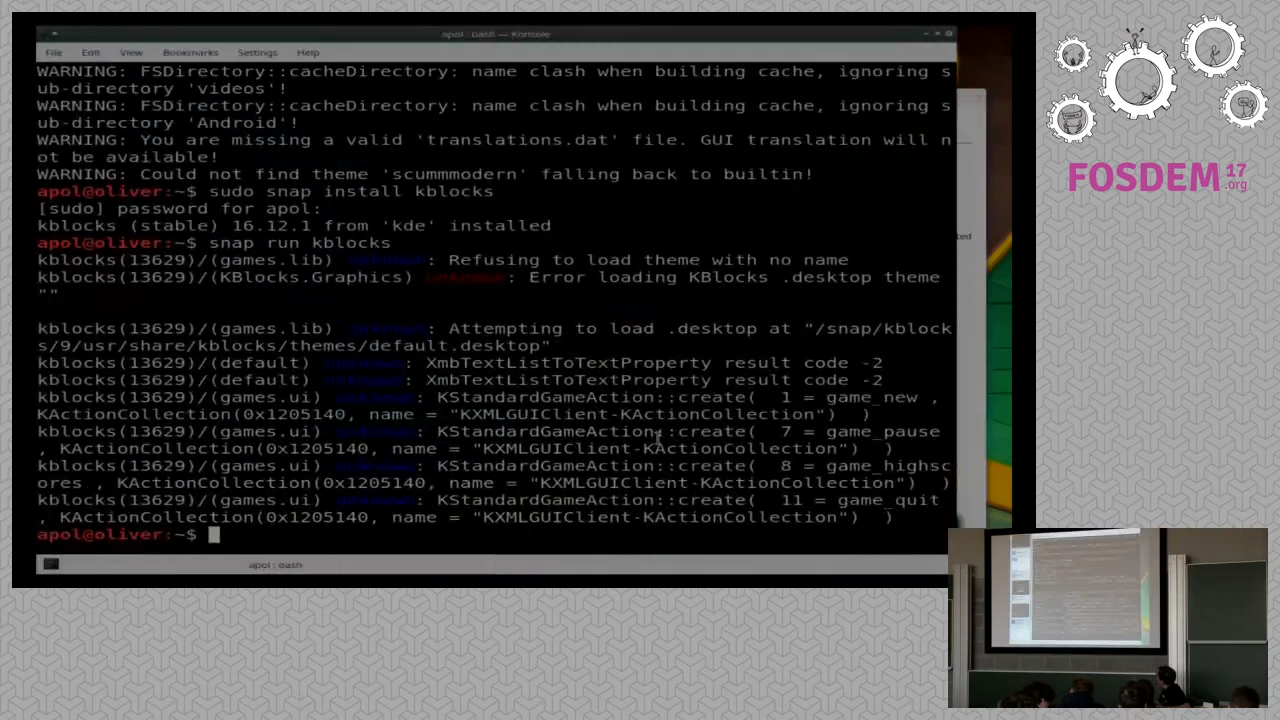 apol : bash — Konsole
File Edit View Bookmarks Settings Help
WARNING: FSDirectory::cacheDirectory: name clash when building cache, ignoring s
ub-directory 'videos'!
WARNING: FSDirectory::cacheDirectory: name clash when building cache, ignoring s
ub-directory 'Android'!
WARNING: You are missing a valid 'translations.dat' file. GUI translation will n
ot be available!
WARNING: Could not find theme 'scummmodern' falling back to builtin!
apol@oliver:~$ sudo snap install kblocks
[sudo] password for apol:
kblocks (stable) 16.12.1 from 'kde' installed
apol@oliver:~$ snap run kblocks
kblocks(13629)/(games.lib) : Refusing to load theme with no name
kblocks(13629)/(KBlocks.Graphics) : Error loading KBlocks .desktop theme
""
kblocks(13629)/(games.lib) : Attempting to load .desktop at "/snap/kblock
s/9/usr/share/kblocks/themes/default.desktop"
kblocks(13629)/(default) : XmbTextListToTextProperty result code -2
kblocks(13629)/(default) : XmbTextListToTextProperty result code -2
kblocks(13629)/(games.ui) : KStandardGameAction::create( 1 = game_new ,
KActionCollection(0x1205140, name = "KXMLGUIClient-KActionCollection") )
kblocks(13629)/(games.ui) : KStandardGameAction::create( 7 = game_pause
, KActionCollection(0x1205140, name = "KXMLGUIClient-KActionCollection") )
kblocks(13629)/(games.ui) : KStandardGameAction::create( 8 = game_highsc
ores , KActionCollection(0x1205140, name = "KXMLGUIClient-KActionCollection") )
kblocks(13629)/(games.ui) : KStandardGameAction::create( 11 = game_quit
, KActionCollection(0x1205140, name = "KXMLGUIClient-KActionCollection") )
apol@oliver:~$
apol : bash
ted
FOSDEM 17
.org